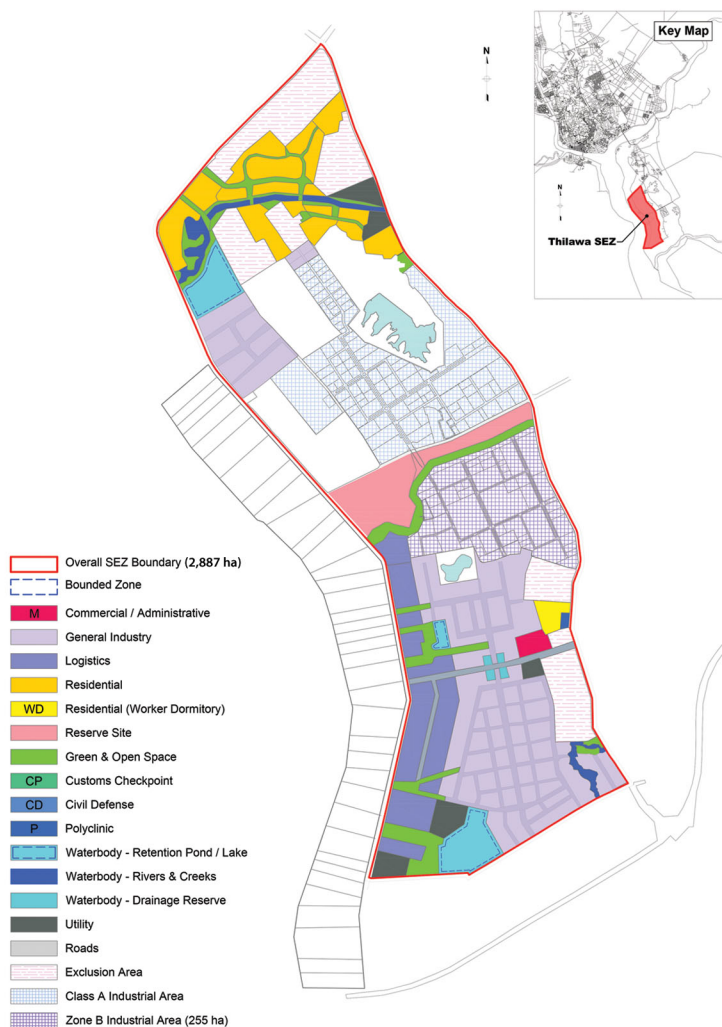 N
Key Map
N
Thilawa SEZ
Overall SEZ Boundary (2,887 ha)
Bounded Zone
M Commercial / Administrative
General Industry
Logistics
Residential
WD Residential (Worker Dormitory)
Reserve Site
Green & Open Space
CP Customs Checkpoint
CD Civil Defense
P Polyclinic
Waterbody - Retention Pond / Lake
Waterbody - Rivers & Creeks
Waterbody - Drainage Reserve
Utility
Roads
Exclusion Area
Class A Industrial Area
Zone B Industrial Area (255 ha)